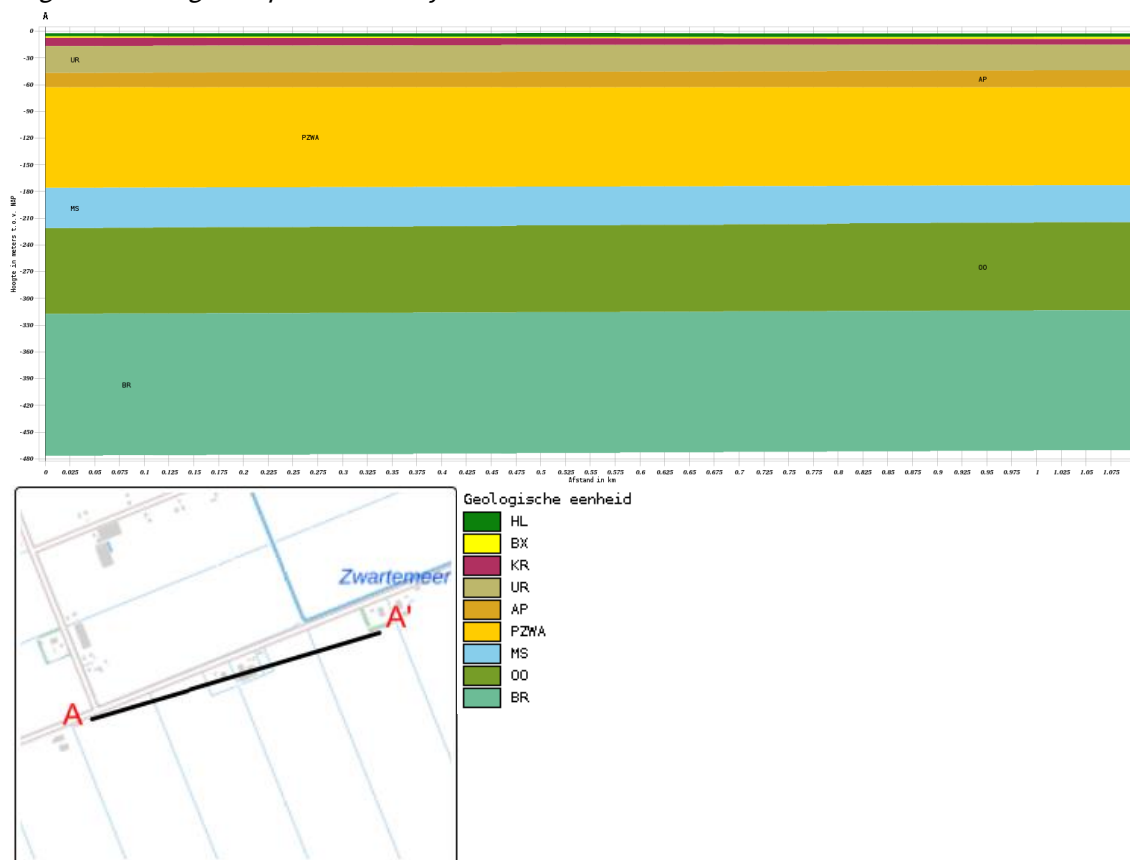 A
0
-30
-60
-90
-120
-150
-180
-210
-240
-270
-300
-330
-360
-390
-420
-450
-480
Hoogte in meters t.o.v. NAP
UR
AP
PZWA
MS
OO
BR
0 0.025 0.05 0.075 0.1 0.125 0.15 0.175 0.2 0.225 0.25 0.275 0.3 0.325 0.35 0.375 0.4 0.425 0.45 0.475 0.5 0.525 0.55 0.575 0.6 0.625 0.65 0.675 0.7 0.725 0.75 0.775 0.8 0.825 0.85 0.875 0.9 0.925 0.95 0.975 1 1.025 1.05 1.075
Afstand in km
Zwartemeer
A'
A
Geologische eenheid
HL
BX
KR
UR
AP
PZWA
MS
OO
BR